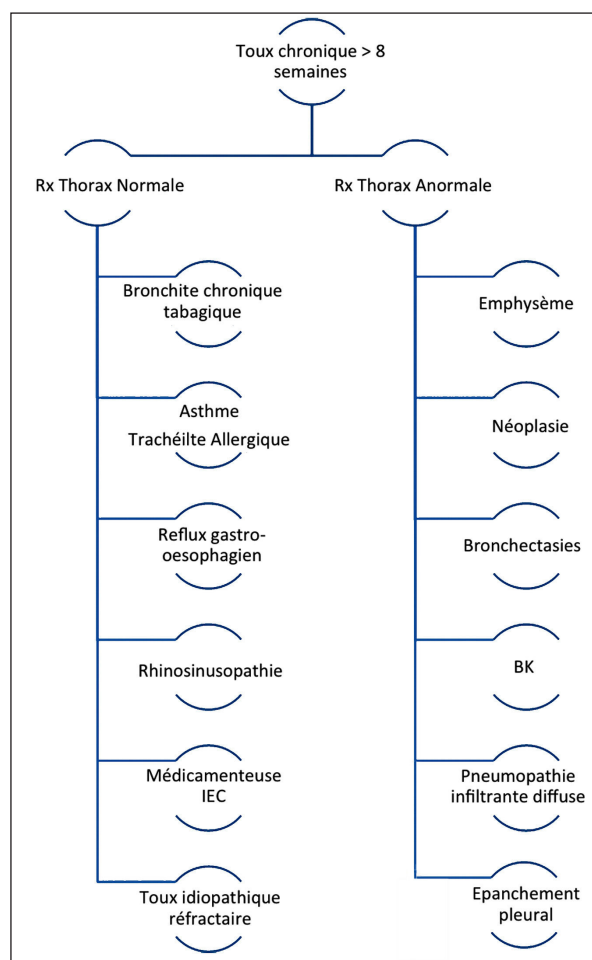 Toux chronique > 8
semaines
Rx Thorax Normale
Bronchite chronique
tabagique
Asthme
Trachéilte Allergique
Reflux gastro-
oesophagien
Rhinosinusopathie
Médicamenteuse
IEC
Toux idiopathique
réfractaire
Rx Thorax Anormale
Emphysème
Néoplasie
Bronchectasies
BK
Pneumopathie
infiltrante diffuse
Epanchement
pleural